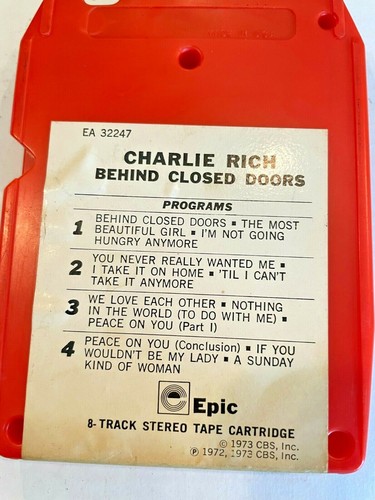 EA 32247
CHARLIE RICH
BEHIND CLOSED DOORS
PROGRAMS
1 BEHIND CLOSED DOORS ▪ THE MOST
BEAUTIFUL GIRL ▪ I'M NOT GOING
HUNGRY ANYMORE
2 YOU NEVER REALLY WANTED ME ▪
I TAKE IT ON HOME ▪ 'TIL I CAN'T
TAKE IT ANYMORE
3 WE LOVE EACH OTHER ▪ NOTHING
IN THE WORLD (TO DO WITH ME) ▪
PEACE ON YOU (Part I)
4 PEACE ON YOU (Conclusion) ▪ IF YOU
WOULDN'T BE MY LADY ▪ A SUNDAY
KIND OF WOMAN
Epic
8-TRACK STEREO TAPE CARTRIDGE
© 1973 CBS, Inc.
℗ 1972, 1973 CBS, Inc.